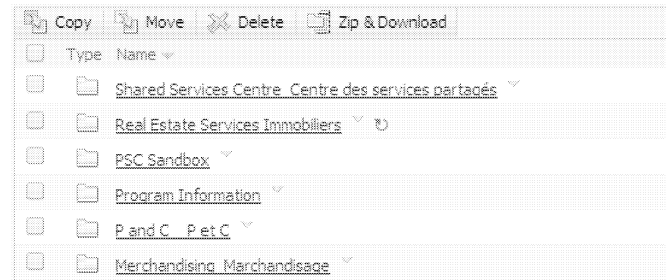 Copy Move Delete Zip & Download
Type Name
Shared Services Centre Centre des services partagés
Real Estate Services Immobiliers
PSC Sandbox
Program Information
P and C P et C
Merchandising Marchandisage